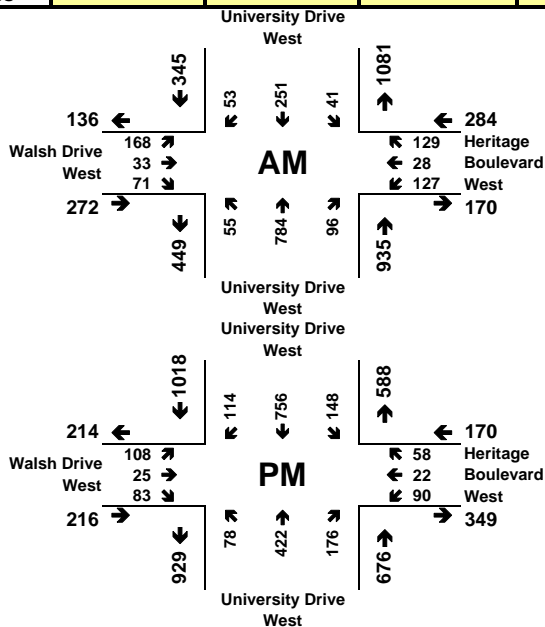 University Drive
West
345
1081
53
251
41
136
284
Walsh Drive
West
168
33
71
AM
129
28
127
Heritage
Boulevard
West
272
170
449
55
784
96
935
University Drive
West
University Drive
West
1018
588
114
756
148
214
170
Walsh Drive
West
108
25
83
PM
58
22
90
Heritage
Boulevard
West
216
349
929
78
422
176
676
University Drive
West